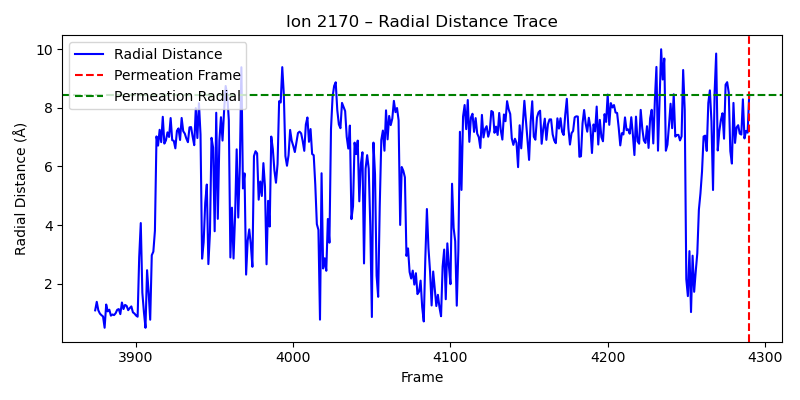 Ion 2170 – Radial Distance Trace
Radial Distance
Permeation Frame
Permeation Radial
Radial Distance (Å)
10
8
6
4
2
3900
4000
4100
4200
4300
Frame